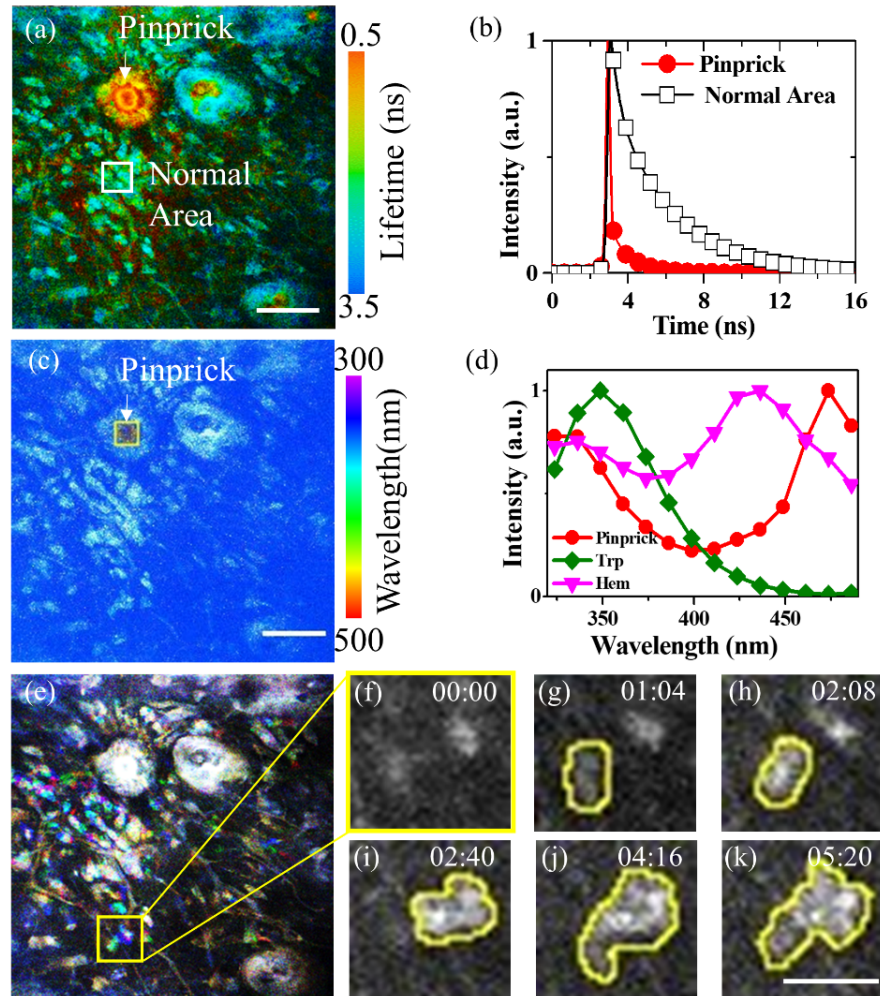 (a)
Pinprick
Normal
Area
0.5
Lifetime (ns)
3.5
(b)
1
Intensity (a.u.)
0
Pinprick
Normal Area
0 4 8 12 16
Time (ns)
(c)
Pinprick
300
Wavelength(nm)
500
(d)
1
Intensity (a.u.)
0
Pinprick
Trp
Hem
350 400 450
Wavelength (nm)
(e)
(f) 00:00
(g) 01:04
(h) 02:08
(i) 02:40
(j) 04:16
(k) 05:20